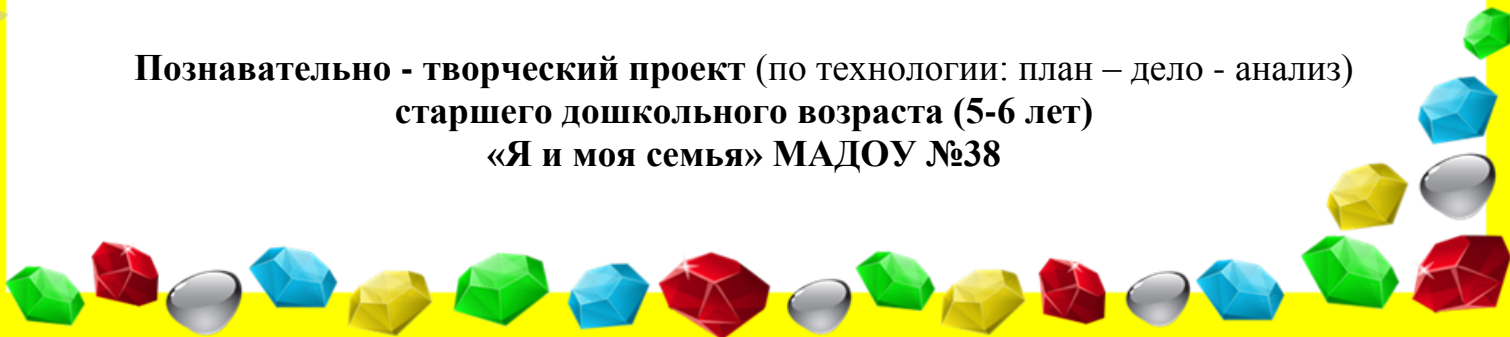 Познавательно - творческий проект (по технологии: план – дело - анализ)
старшего дошкольного возраста (5-6 лет)
«Я и моя семья» МАДОУ №38